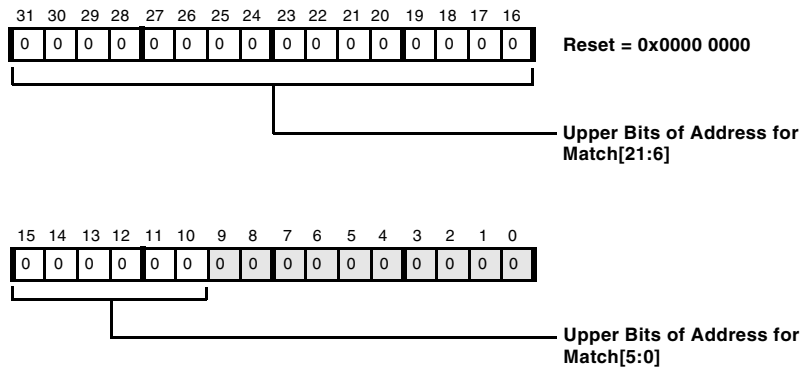 31 30 29 28 27 26 25 24 23 22 21 20 19 18 17 16
0 0 0 0 0 0 0 0 0 0 0 0 0 0 0 0 Reset = 0x0000 0000
Upper Bits of Address for
Match[21:6]
15 14 13 12 11 10 9 8 7 6 5 4 3 2 1 0
0 0 0 0 0 0 0 0 0 0 0 0 0 0 0 0
Upper Bits of Address for
Match[5:0]